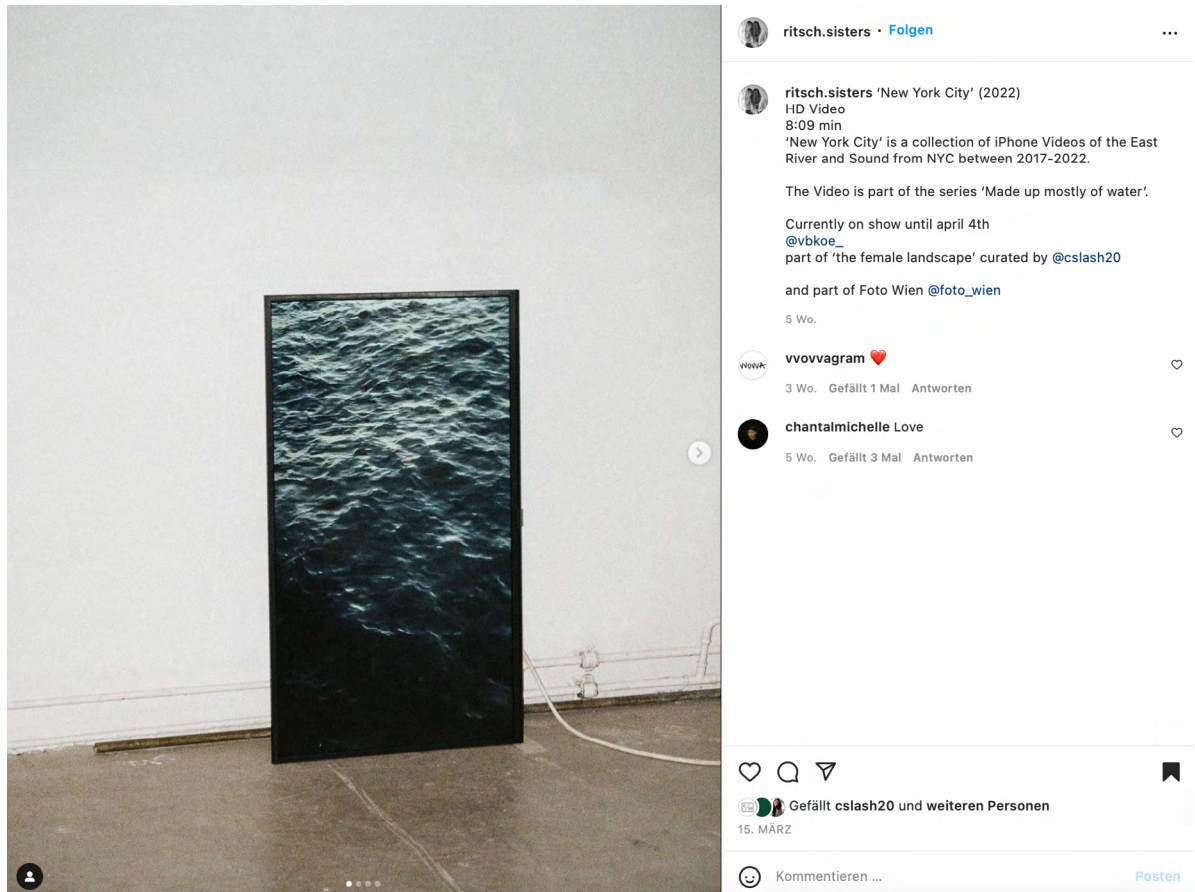 ritsch.sisters • Folgen
ritsch.sisters ‘New York City’ (2022)
HD Video
8:09 min
‘New York City’ is a collection of iPhone Videos of the East
River and Sound from NYC between 2017-2022.
The Video is part of the series ‘Made up mostly of water’.
Currently on show until april 4th
@vbkoe_
part of ‘the female landscape’ curated by @cslash20
and part of Foto Wien @foto_wien
5 Wo.
vvovvagram ❤️
3 Wo. Gefällt 1 Mal Antworten
chantalmichelle Love
5 Wo. Gefällt 3 Mal Antworten
Gefällt cslash20 und weiteren Personen
15. MÄRZ
Kommentieren ...
Posten